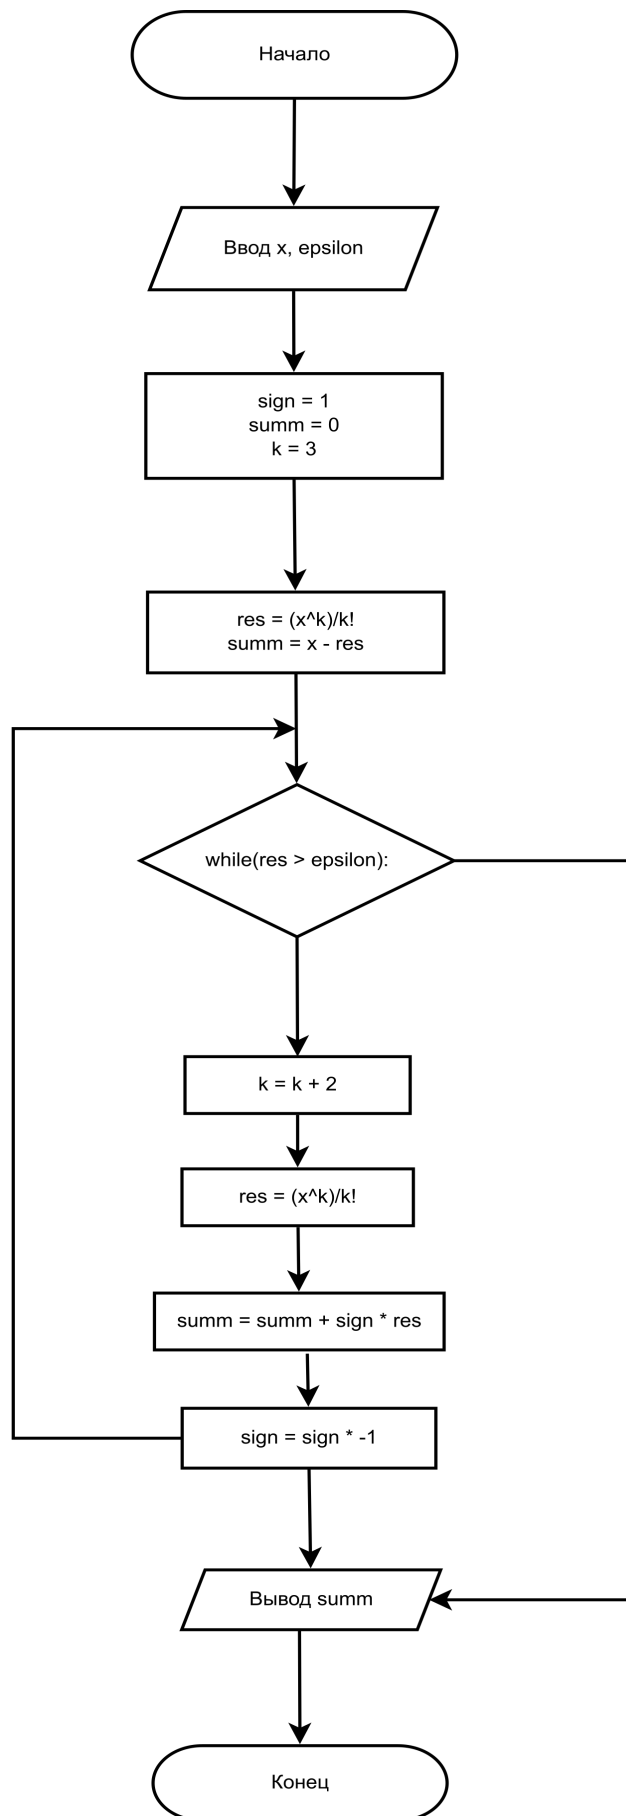 Начало
Ввод x, epsilon
sign = 1
summ = 0
k = 3
res = (x^k)/k!
summ = x - res
while(res > epsilon):
k = k + 2
res = (x^k)/k!
summ = summ + sign * res
sign = sign * -1
Вывод summ
Конец